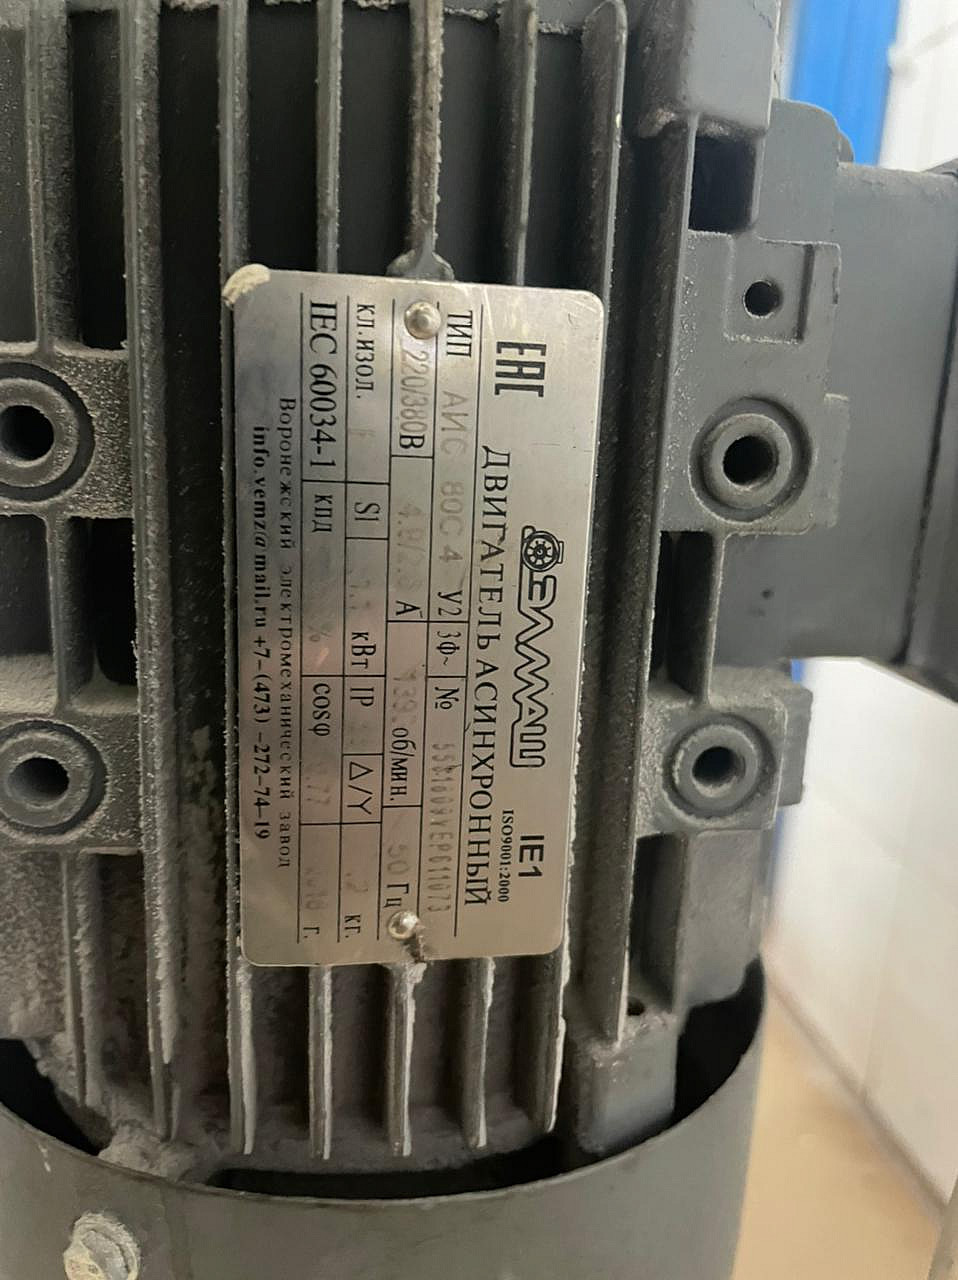 ЭЛМАШ IE1
ЕАС ISO9001:2000
ДВИГАТЕЛЬ АСИНХРОННЫЙ
ТИП АИС 80С 4 У2 3ф~ №
220/380В А 50 Гц об/мин.
КЛ.ИЗОЛ. F S1 кВт IP Δ/Y кг.
IEC 60034-1 КПД % cosφ г.
Воронежский электромеханический завод
info.vemz@mail.ru +7-(473) -272-74-19